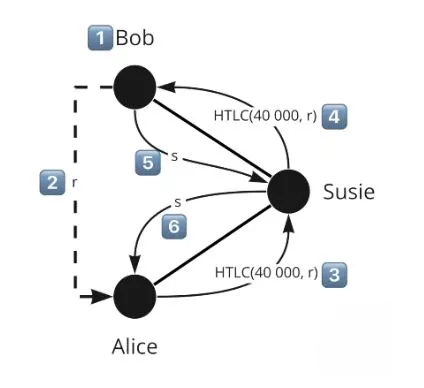 1 Bob
HTLC(40 000, r) 4
5 s
2 r
Susie
s
6
HTLC(40 000, r) 3
Alice